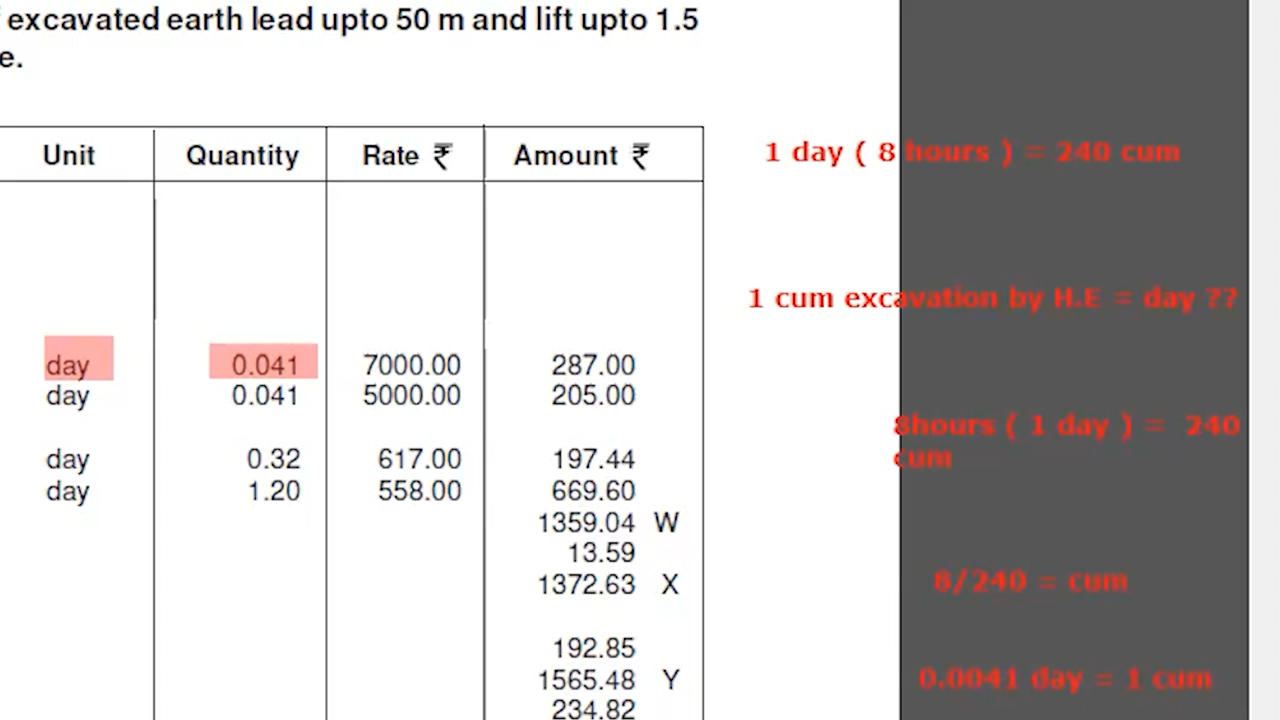 excavated earth lead upto 50 m and lift upto 1.5
e.
Unit Quantity Rate ₹ Amount ₹
1 day ( 8 hours ) = 240 cum
1 cum excavation by H.E = day ??
day 0.041 7000.00 287.00
day 0.041 5000.00 205.00
8hours ( 1 day ) = 240
cum
day 0.32 617.00 197.44
day 1.20 558.00 669.60
1359.04 W
13.59
1372.63 X
8/240 = cum
192.85
1565.48 Y
0.0041 day = 1 cum
234.82